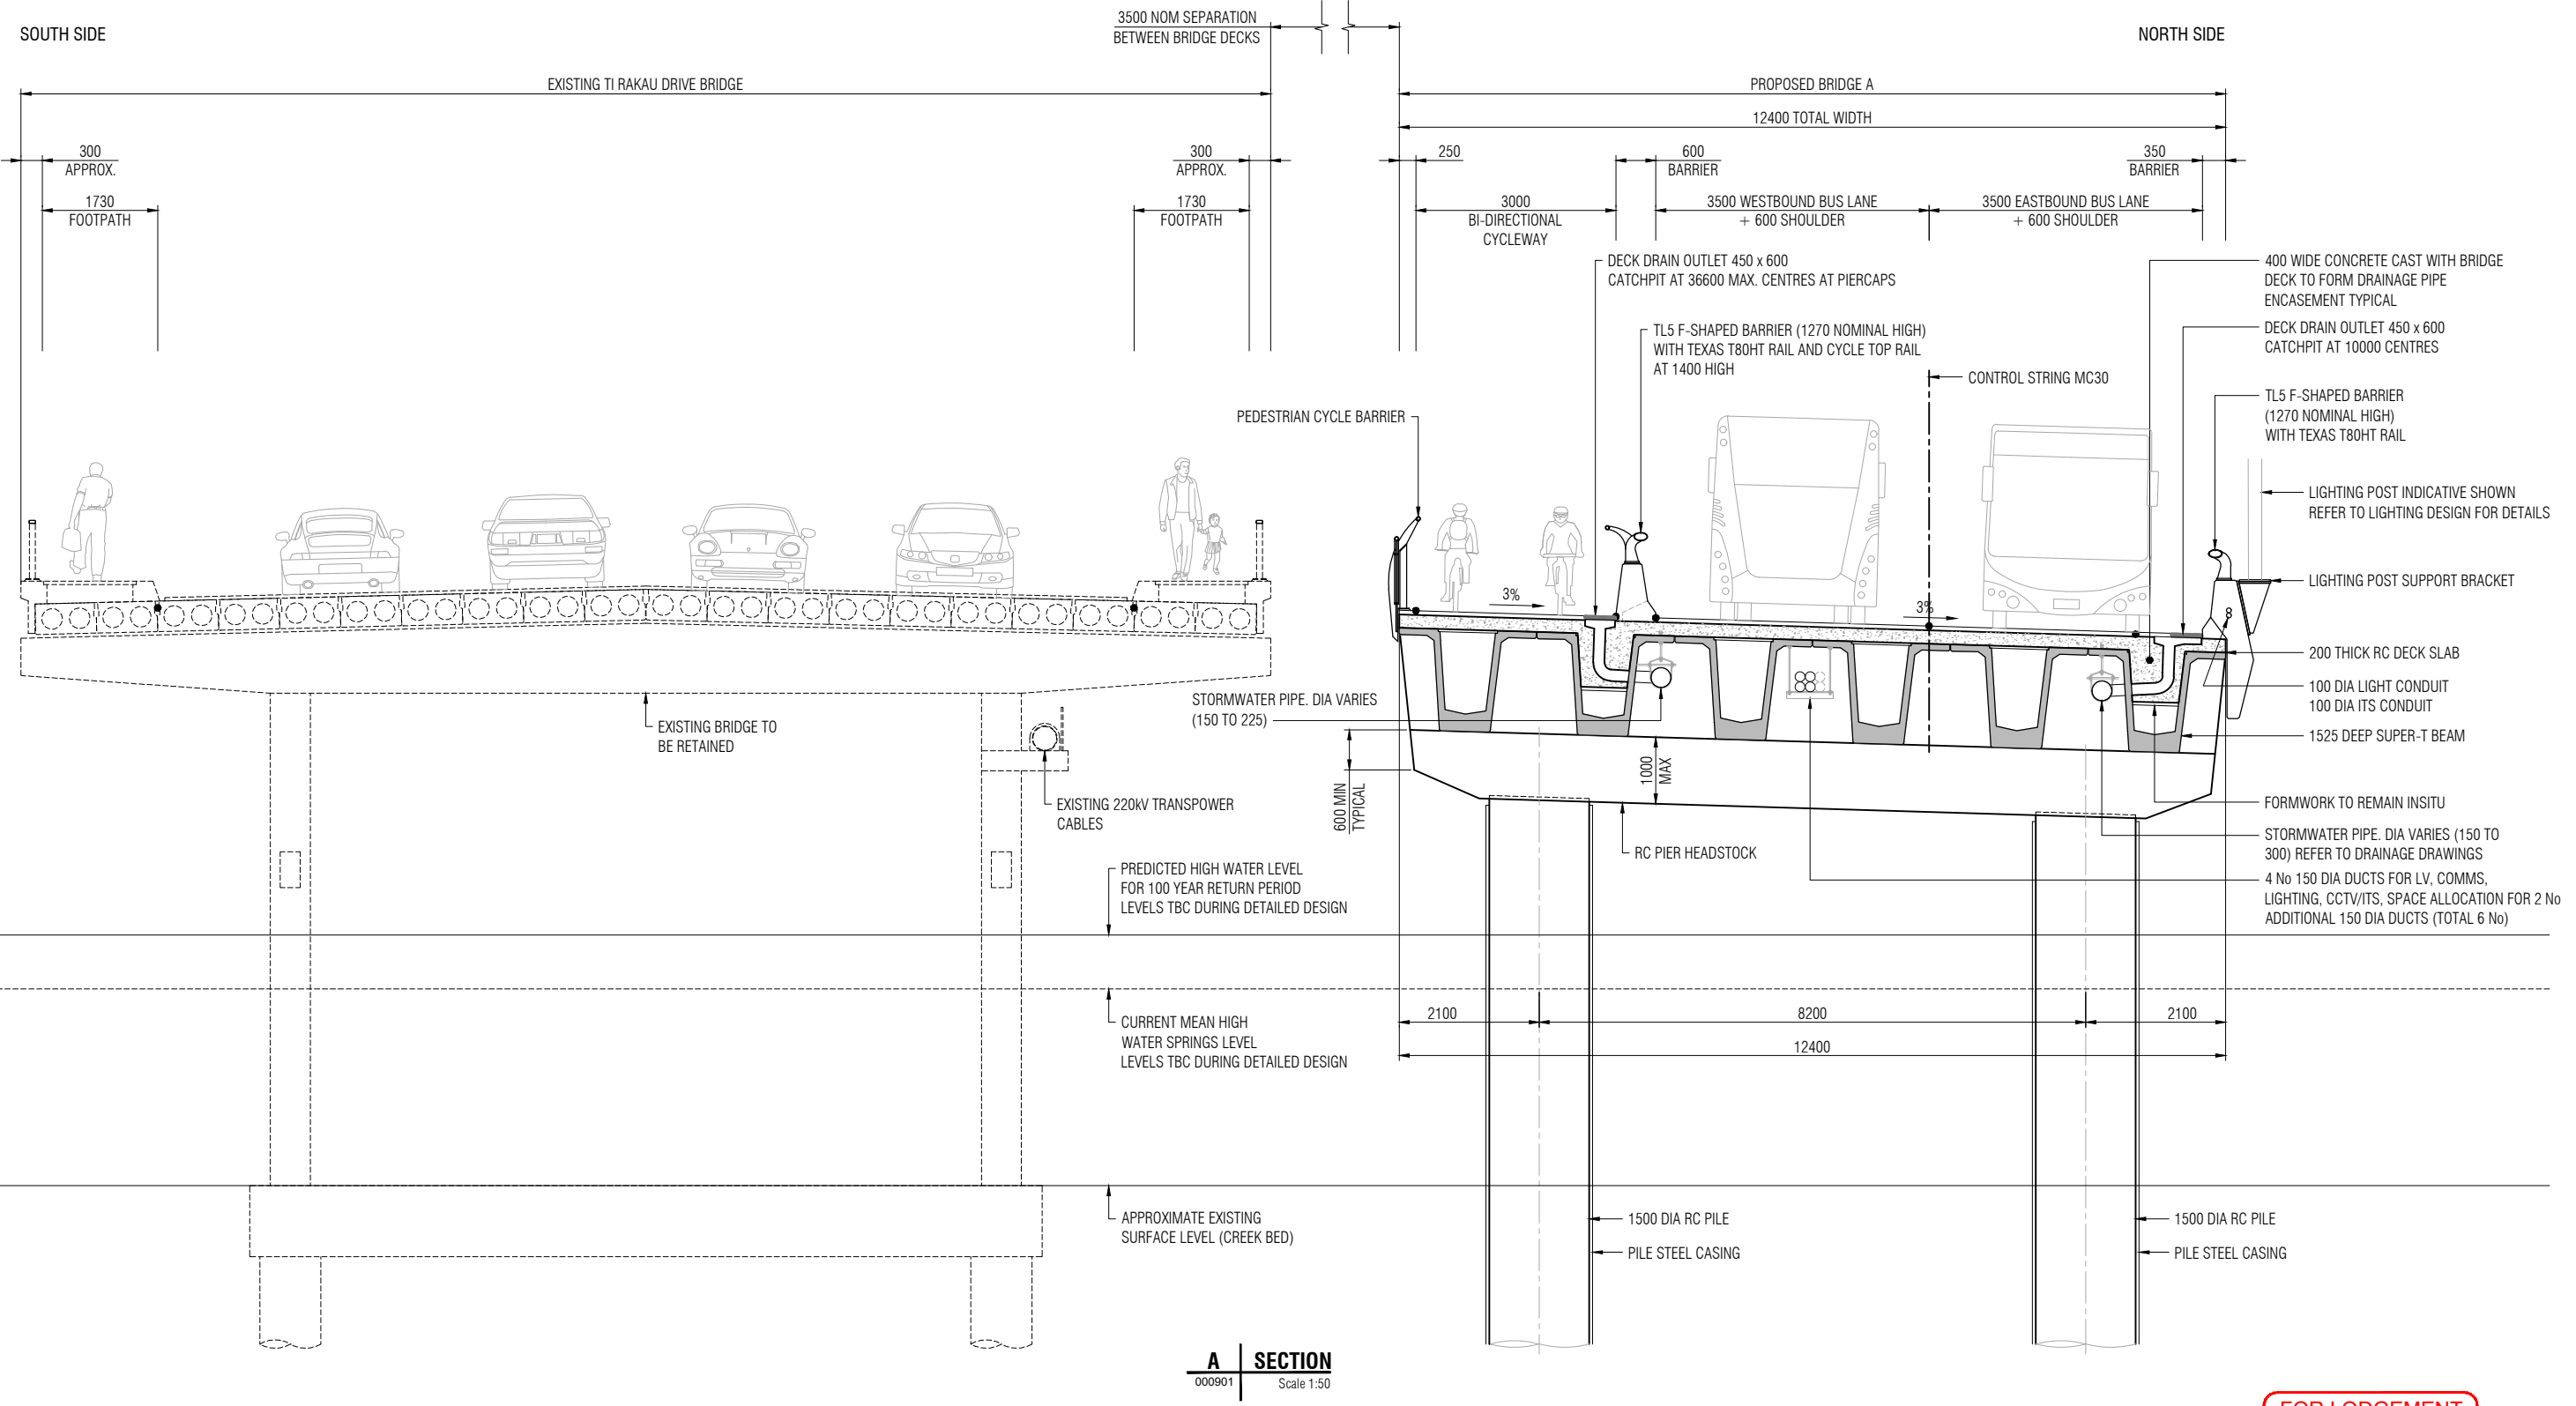 SOUTH SIDE
3500 NOM SEPARATION
BETWEEN BRIDGE DECKS
NORTH SIDE
EXISTING TI RAKAU DRIVE BRIDGE
PROPOSED BRIDGE A
12400 TOTAL WIDTH
300
APPROX.
1730
FOOTPATH
300
APPROX.
1730
FOOTPATH
250
600
BARRIER
350
BARRIER
3000
BI-DIRECTIONAL
CYCLEWAY
3500 WESTBOUND BUS LANE
+ 600 SHOULDER
3500 EASTBOUND BUS LANE
+ 600 SHOULDER
DECK DRAIN OUTLET 450 x 600
CATCHPIT AT 36600 MAX. CENTRES AT PIERCAPS
TL5 F-SHAPED BARRIER (1270 NOMINAL HIGH)
WITH TEXAS T80HT RAIL AND CYCLE TOP RAIL
AT 1400 HIGH
CONTROL STRING MC30
PEDESTRIAN CYCLE BARRIER
400 WIDE CONCRETE CAST WITH BRIDGE
DECK TO FORM DRAINAGE PIPE
ENCASEMENT TYPICAL
DECK DRAIN OUTLET 450 x 600
CATCHPIT AT 10000 CENTRES
TL5 F-SHAPED BARRIER
(1270 NOMINAL HIGH)
WITH TEXAS T80HT RAIL
LIGHTING POST INDICATIVE SHOWN
REFER TO LIGHTING DESIGN FOR DETAILS
LIGHTING POST SUPPORT BRACKET
3%
3%
200 THICK RC DECK SLAB
100 DIA LIGHT CONDUIT
100 DIA ITS CONDUIT
1525 DEEP SUPER-T BEAM
FORMWORK TO REMAIN INSITU
STORMWATER PIPE. DIA VARIES (150 TO
300) REFER TO DRAINAGE DRAWINGS
4 No 150 DIA DUCTS FOR LV, COMMS,
LIGHTING, CCTV/ITS, SPACE ALLOCATION FOR 2 No
ADDITIONAL 150 DIA DUCTS (TOTAL 6 No)
STORMWATER PIPE. DIA VARIES
(150 TO 225)
EXISTING BRIDGE TO
BE RETAINED
EXISTING 220kV TRANSPOWER
CABLES
600 MIN
TYPICAL
1000
MAX
RC PIER HEADSTOCK
PREDICTED HIGH WATER LEVEL
FOR 100 YEAR RETURN PERIOD
LEVELS TBC DURING DETAILED DESIGN
CURRENT MEAN HIGH
WATER SPRINGS LEVEL
LEVELS TBC DURING DETAILED DESIGN
2100
8200
2100
12400
APPROXIMATE EXISTING
SURFACE LEVEL (CREEK BED)
1500 DIA RC PILE
PILE STEEL CASING
1500 DIA RC PILE
PILE STEEL CASING
A SECTION
000901 Scale 1:50
FOR LODGEMENT